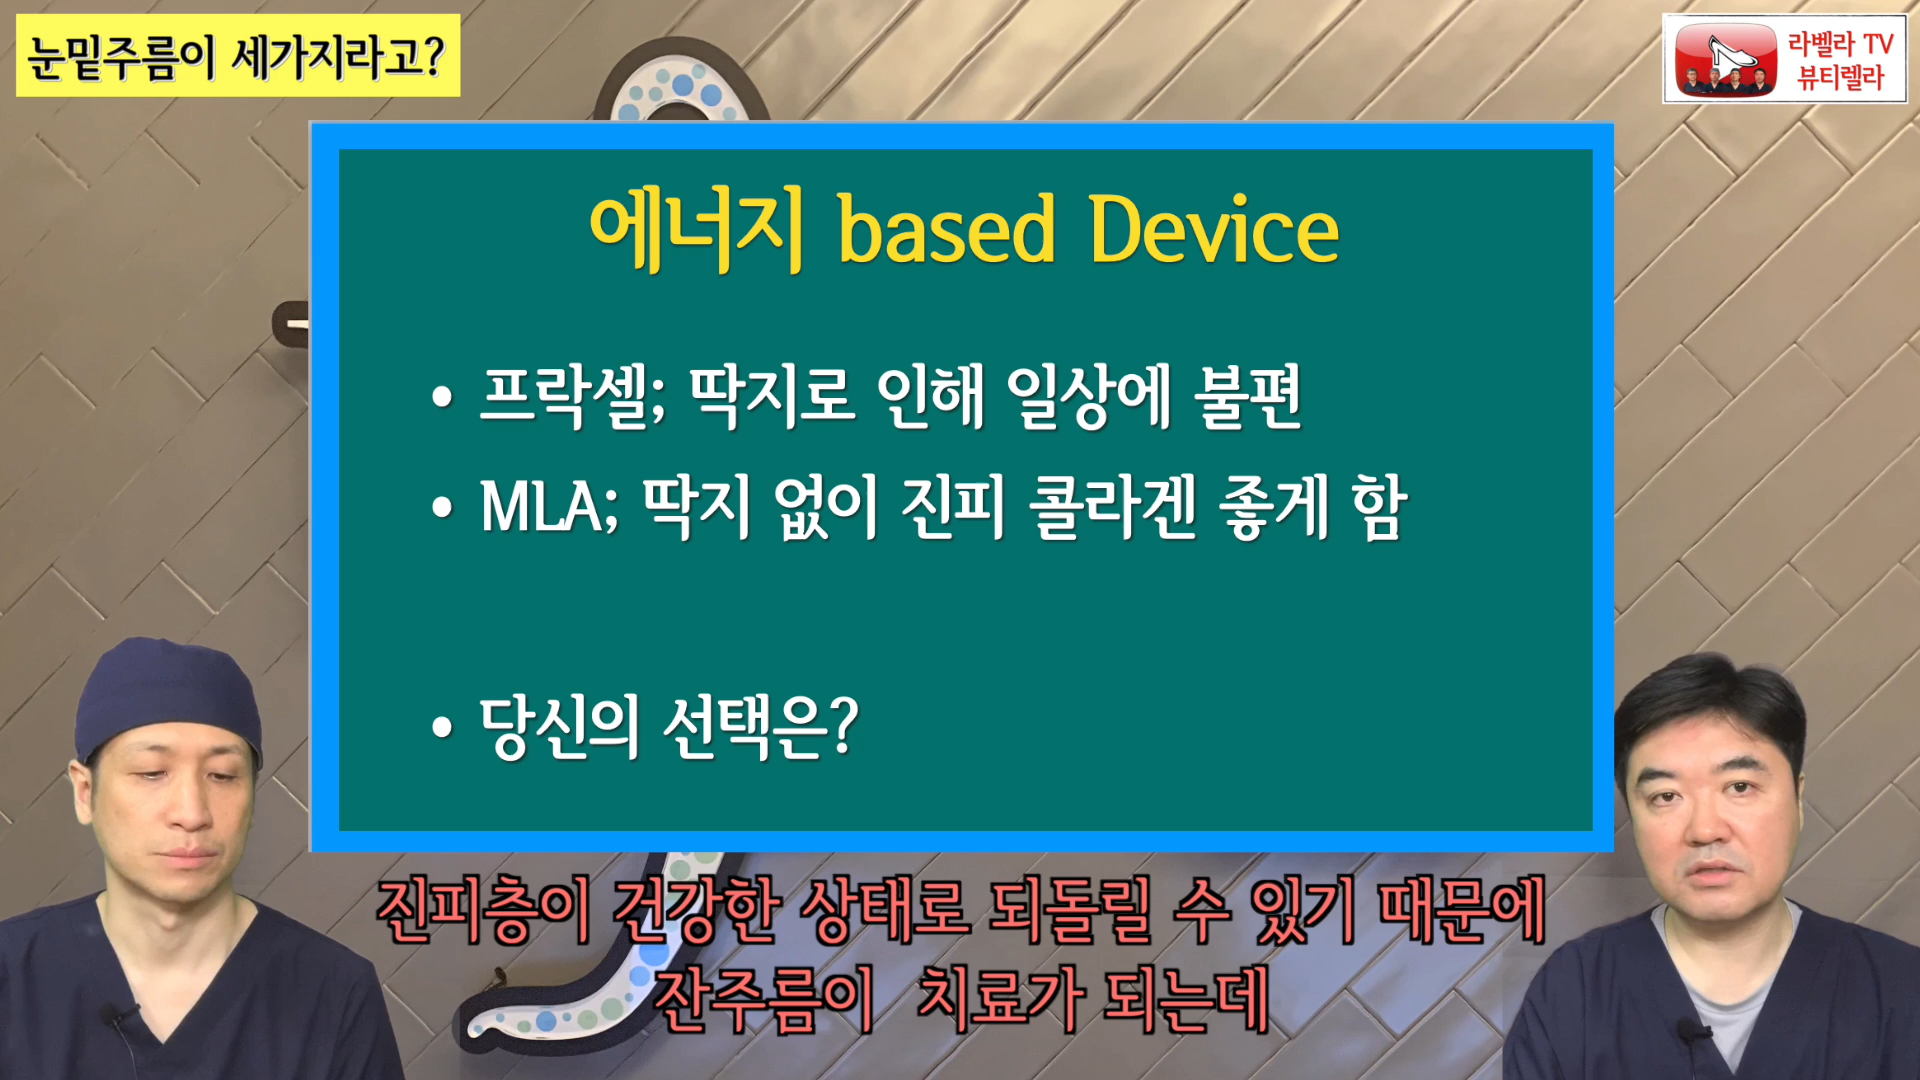 눈밑주름이 세가지라고?
라벨라 TV
뷰티렐라
에너지 based Device
• 프락셀; 딱지로 인해 일상에 불편
• MLA; 딱지 없이 진피 콜라겐 좋게 함
• 당신의 선택은?
진피층이 건강한 상태로 되돌릴 수 있기 때문에
잔주름이 치료가 되는데